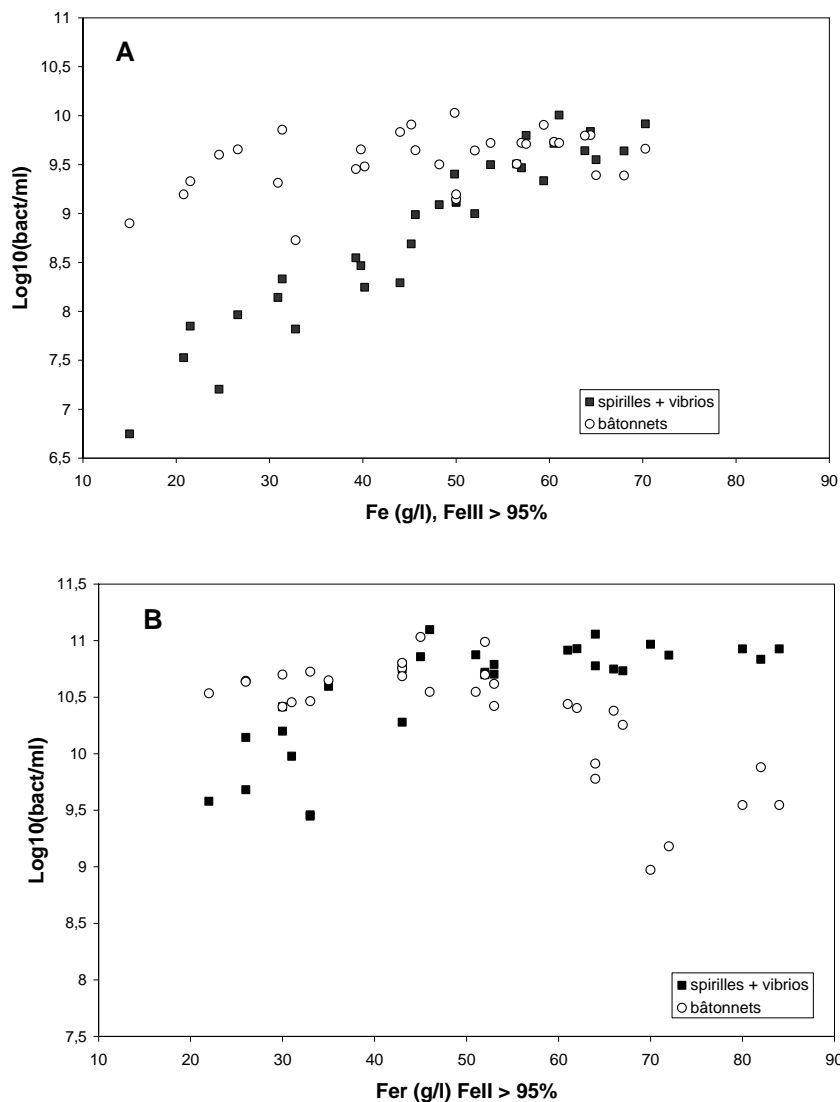 11
A
10,5
10
9,5
9
8,5
8
7,5
7
6,5
Log10(bact/ml)
spirilles + vibrios
bâtonnets
10 20 30 40 50 60 70 80 90
Fe (g/l), FeIII > 95%
11,5
B
11
10,5
10
9,5
9
8,5
8
7,5
Log10(bact/ml)
spirilles + vibrios
bâtonnets
10 20 30 40 50 60 70 80 90
Fer (g/l) FeII > 95%